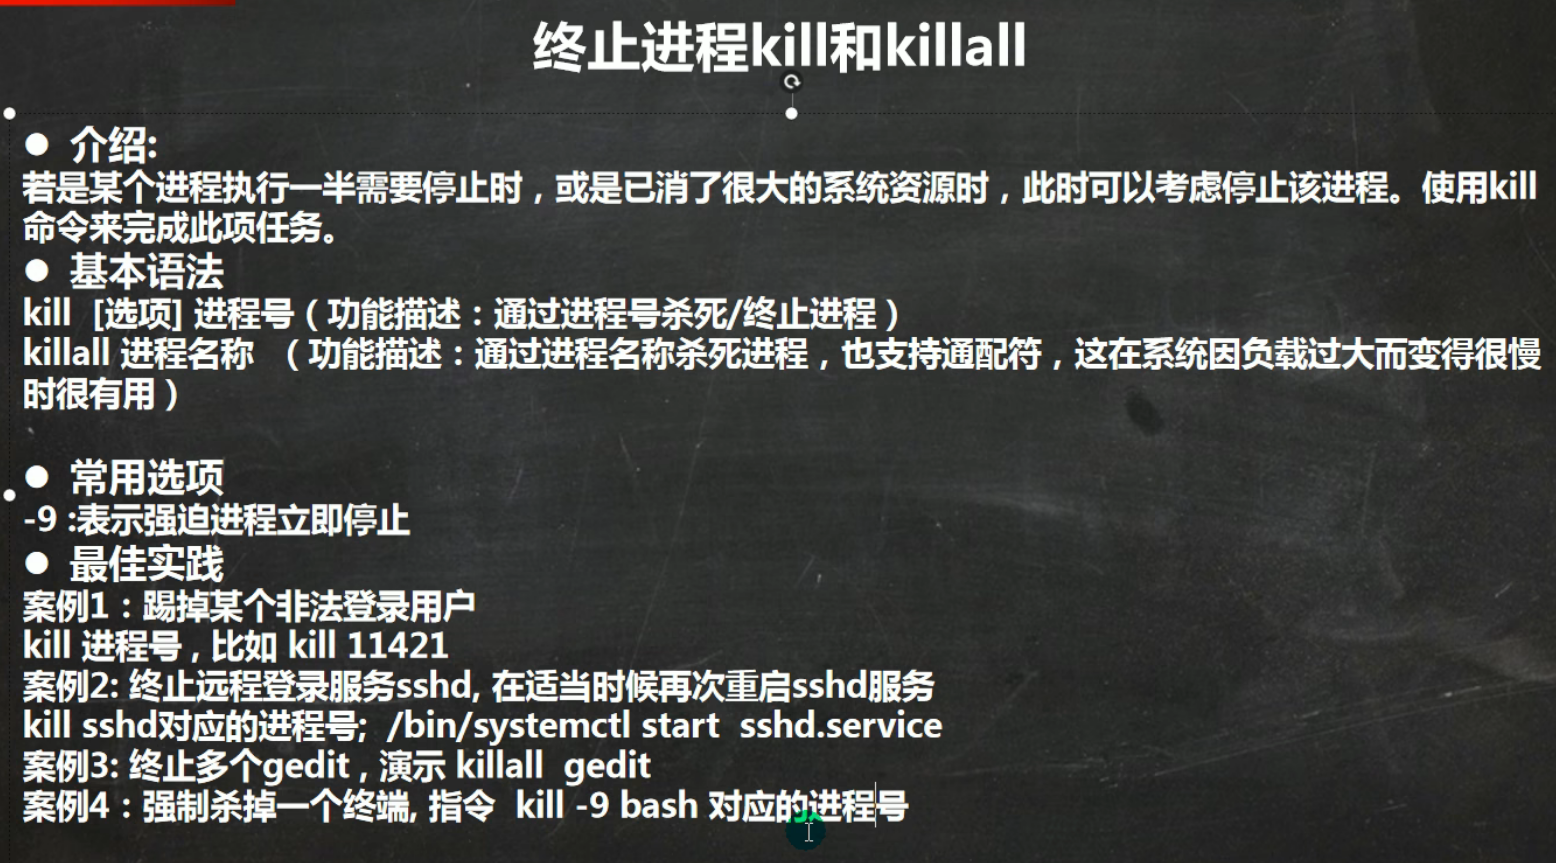 终止进程kill和killall
● 介绍:
若是某个进程执行一半需要停止时，或是已消了很大的系统资源时，此时可以考虑停止该进程。使用kill
命令来完成此项任务。
● 基本语法
kill [选项] 进程号（功能描述：通过进程号杀死/终止进程）
killall 进程名称 （功能描述：通过进程名称杀死进程，也支持通配符，这在系统因负载过大而变得很慢
时很有用）
● 常用选项
-9 :表示强迫进程立即停止
● 最佳实践
案例1：踢掉某个非法登录用户
kill 进程号，比如 kill 11421
案例2: 终止远程登录服务sshd, 在适当时候再次重启sshd服务
kill sshd对应的进程号; /bin/systemctl start sshd.service
案例3: 终止多个gedit , 演示 killall gedit
案例4：强制杀掉一个终端, 指令 kill -9 bash 对应的进程号